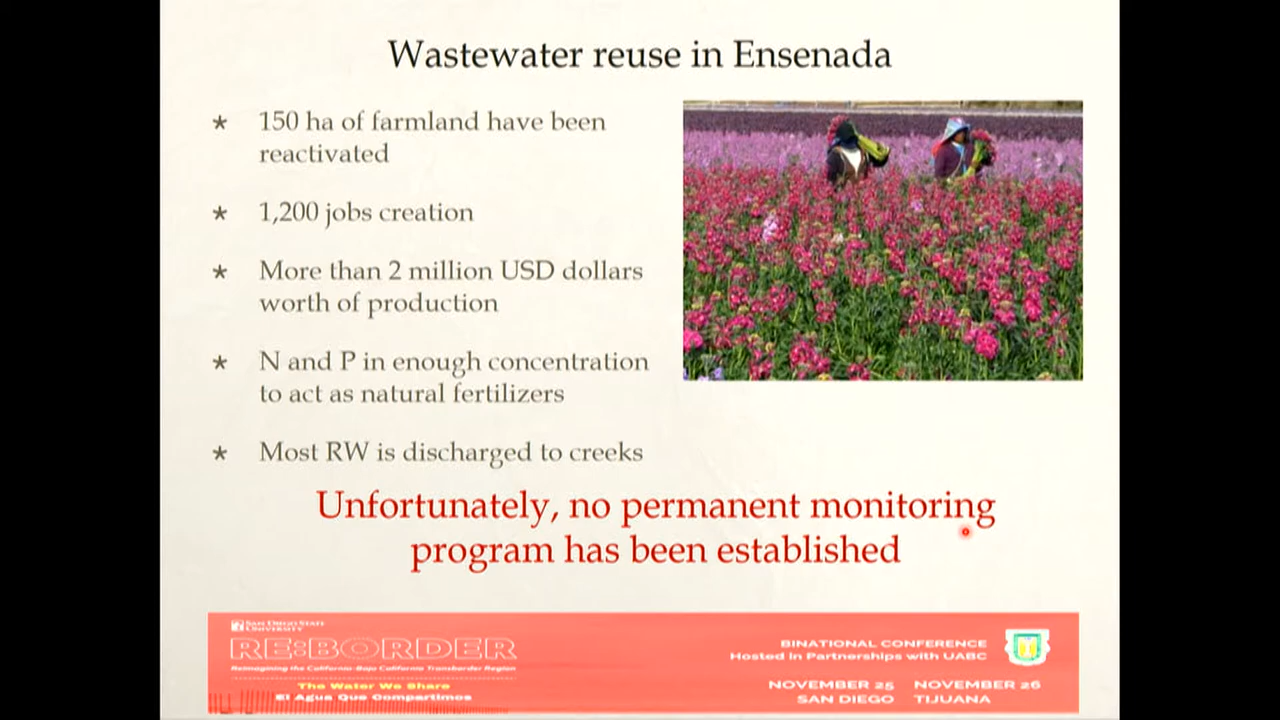 Wastewater reuse in Ensenada
* 150 ha of farmland have been
reactivated
* 1,200 jobs creation
* More than 2 million USD dollars
worth of production
* N and P in enough concentration
to act as natural fertilizers
* Most RW is discharged to creeks
Unfortunately, no permanent monitoring
program has been established
SAN DIEGO STATE
UNIVERSITY
RE:BORDER
Reimagining the California-Baja California Transborder Region
The Water We Share
El Agua Que Compartimos
BINATIONAL CONFERENCE
Hosted in Partnerships with UABC
NOVEMBER 25 NOVEMBER 26
SAN DIEGO TIJUANA